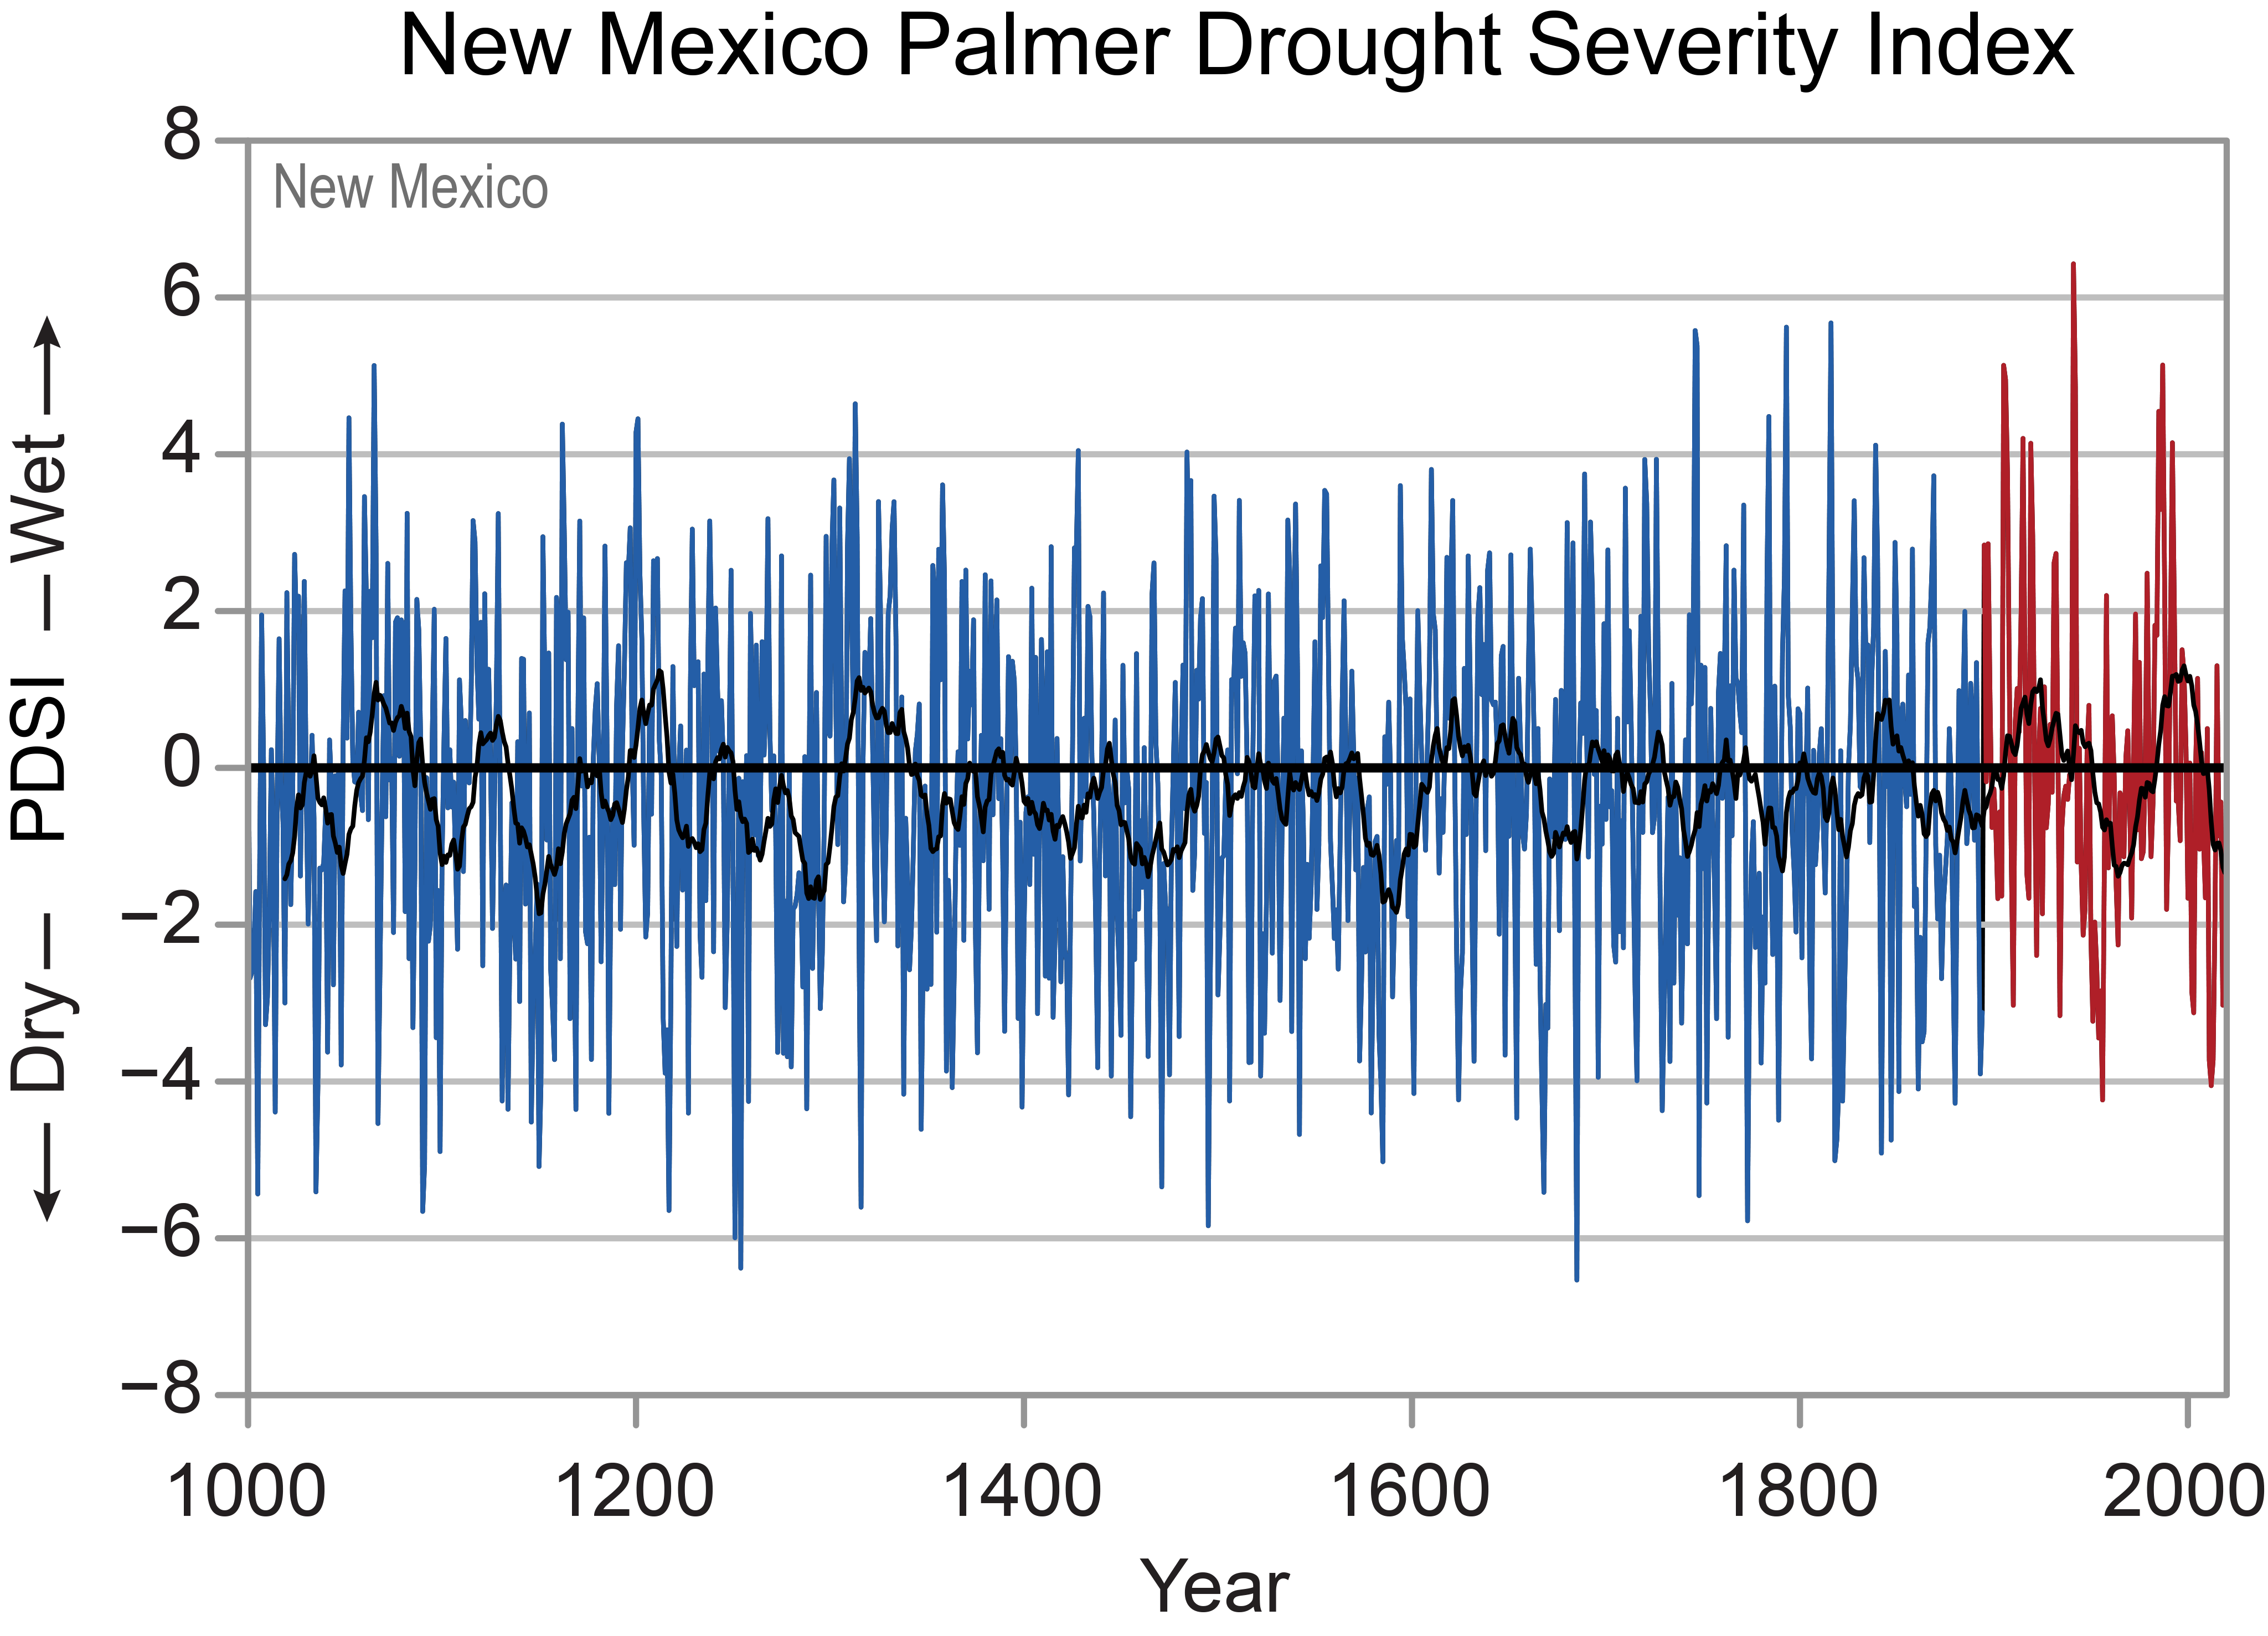 New Mexico Palmer Drought Severity Index
New Mexico
8
6
4
2
0
−2
−4
−6
−8
Dry PDSI Wet
1000 1200 1400 1600 1800 2000
Year